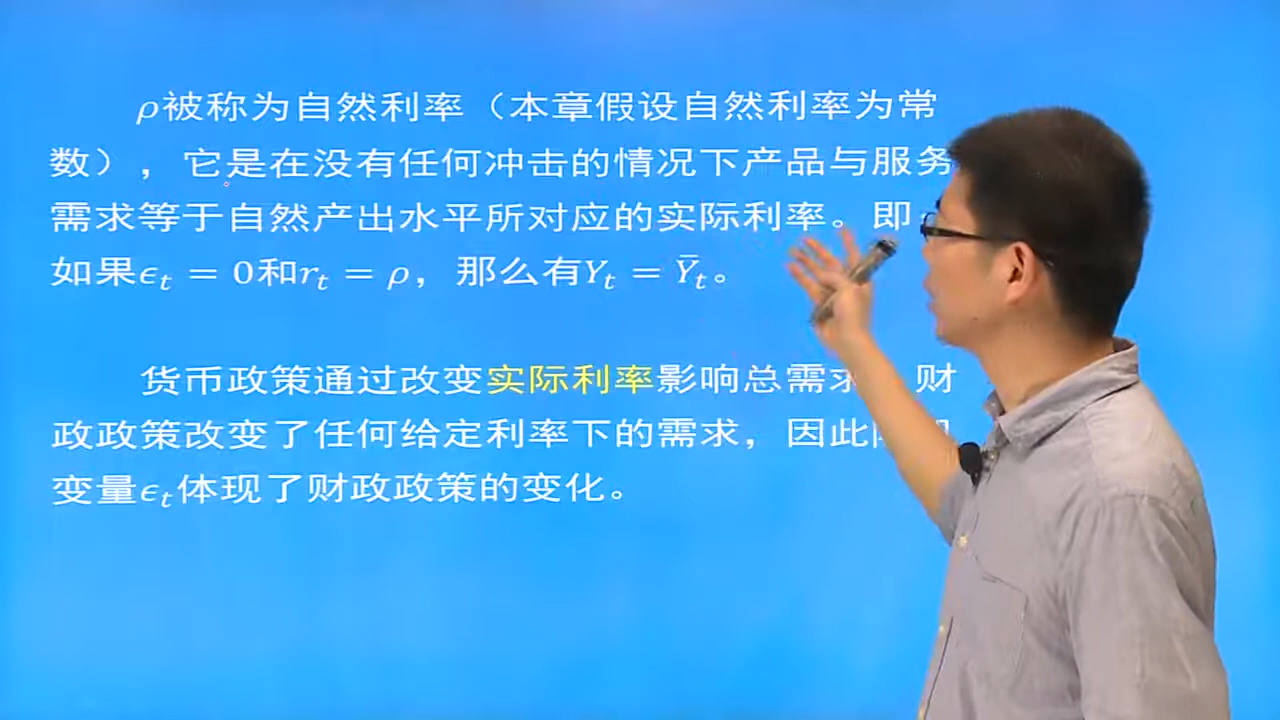 ρ被称为自然利率（本章假设自然利率为常
数），它是在没有任何冲击的情况下产品与服务
需求等于自然产出水平所对应的实际利率。即
如果ϵₜ = 0和rₜ = ρ，那么有Yₜ = Ȳₜ。
货币政策通过改变实际利率影响总需求 财
政政策改变了任何给定利率下的需求，因此
变量ϵₜ体现了财政政策的变化。